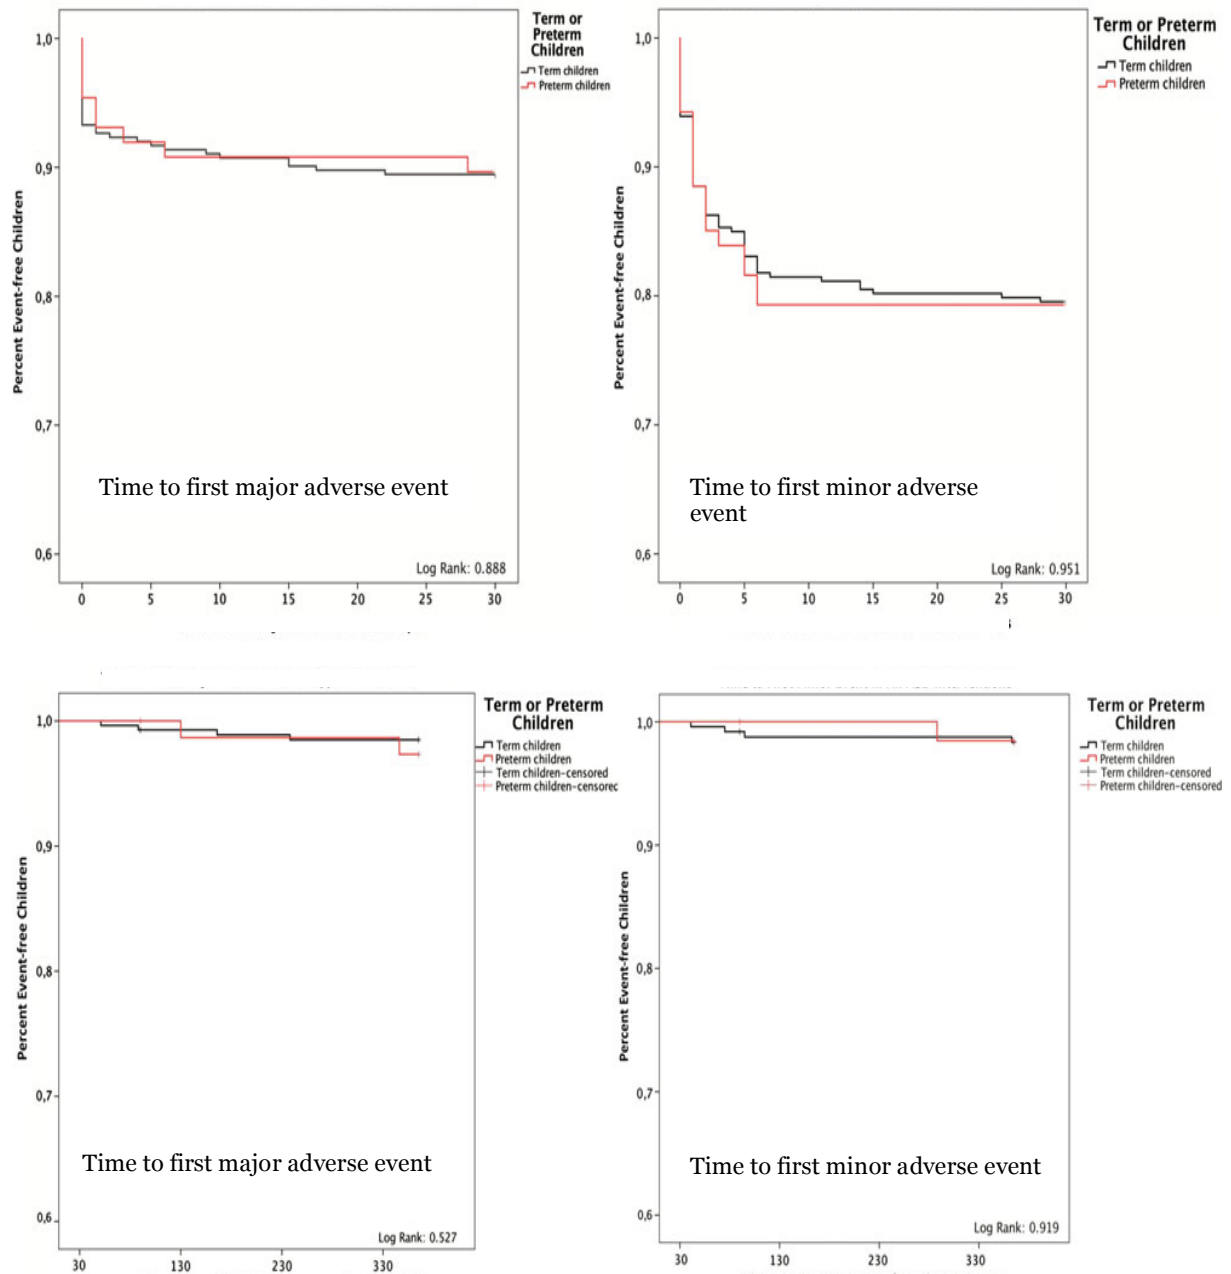 Term or
Preterm
Children
Term children
Preterm children
1,0
0,9
0,8
0,7
0,6
Percent Event-free Children
Time to first major adverse event
Log Rank: 0.888
0 5 10 15 20 25 30
Term or Preterm
Children
Term children
Preterm children
1,0
0,9
0,8
0,7
0,6
Percent Event-free Children
Time to first minor adverse
event
Log Rank: 0.951
0 5 10 15 20 25 30
Term or Preterm
Children
Term children
Preterm children
Term children-censored
Preterm children-censorec
1,0
0,9
0,8
0,7
0,6
Percent Event-free Children
Time to first major adverse event
Log Rank: 0.527
30 130 230 330
Term or Preterm
Children
Term children
Preterm children
Term children-censored
Preterm children-censored
1,0
0,9
0,8
0,7
0,6
Percent Event-free Children
Time to first minor adverse event
Log Rank: 0.919
30 130 230 330